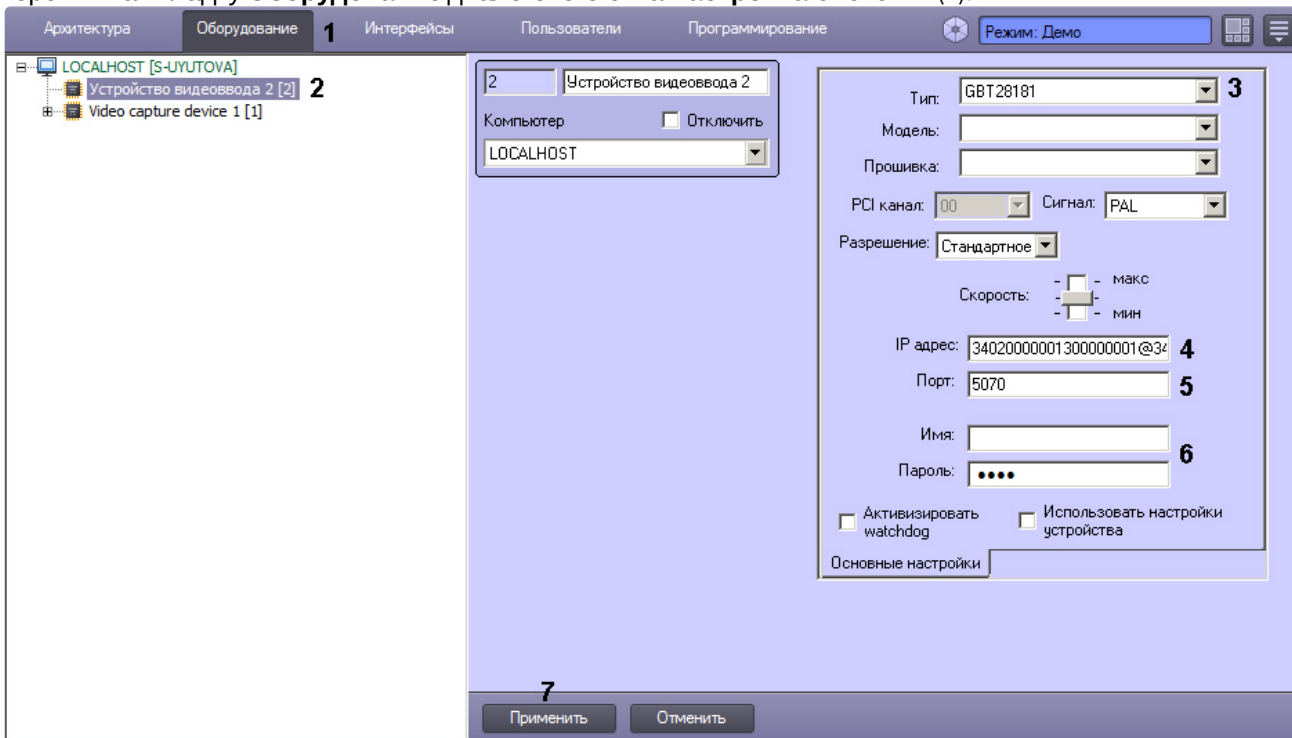 Архитектура Оборудование 1 Интерфейсы Пользователи Программирование Режим: Демо
LOCALHOST [S-UYUTOVA]
Устройство видеоввода 2 [2] 2
Video capture device 1 [1]
2 Устройство видеоввода 2
Компьютер Отключить
LOCALHOST
Тип: GBT28181 3
Модель:
Прошивка:
PCI канал: 00 Сигнал: PAL
Разрешение: Стандартное
макс
Скорость:
мин
IP адрес: 34020000001300000001@34 4
Порт: 5070 5
Имя:
6
Пароль: ••••
Активизировать watchdog
Использовать настройки устройства
Основные настройки
7
Применить Отменить